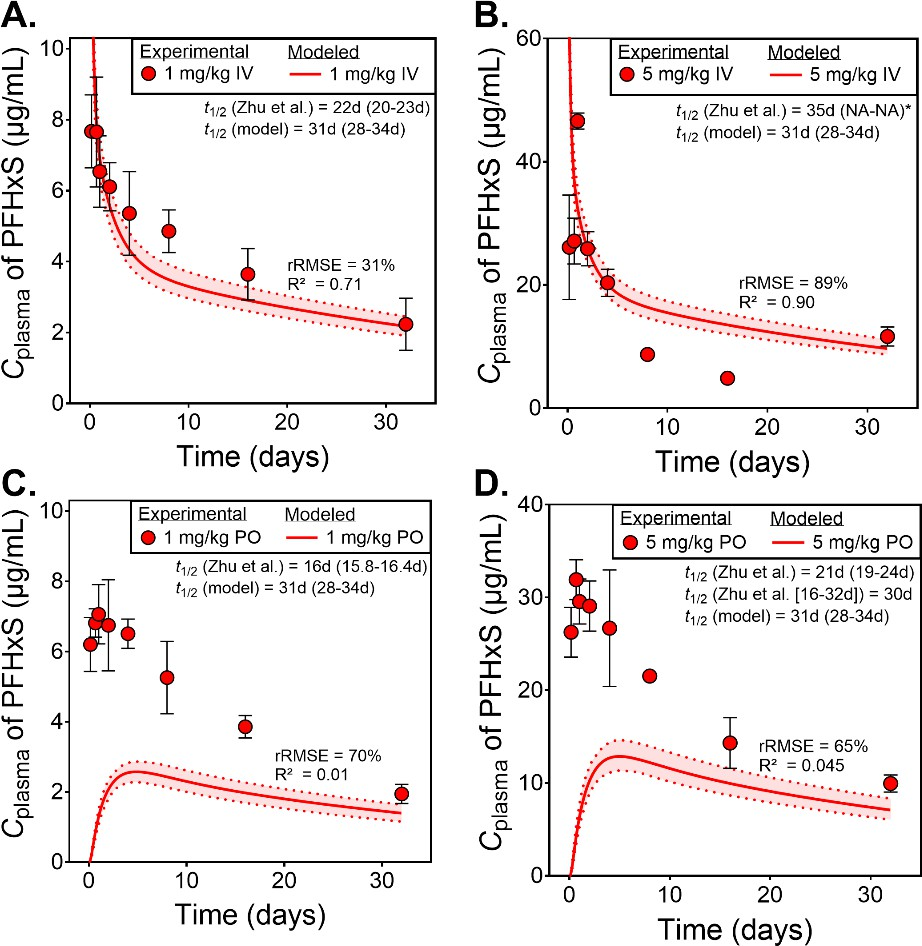 A.
Experimental Modeled
1 mg/kg IV 1 mg/kg IV
t1/2 (Zhu et al.) = 22d (20-23d)
t1/2 (model) = 31d (28-34d)
rRMSE = 31%
R² = 0.71
Cplasma of PFHxS (µg/mL)
10
8
6
4
2
0
0 10 20 30
Time (days)
B.
Experimental Modeled
5 mg/kg IV 5 mg/kg IV
t1/2 (Zhu et al.) = 35d (NA-NA)*
t1/2 (model) = 31d (28-34d)
rRMSE = 89%
R² = 0.90
Cplasma of PFHxS (µg/mL)
60
40
20
0
0 10 20 30
Time (days)
C.
Experimental Modeled
1 mg/kg PO 1 mg/kg PO
t1/2 (Zhu et al.) = 16d (15.8-16.4d)
t1/2 (model) = 31d (28-34d)
rRMSE = 70%
R² = 0.01
Cplasma of PFHxS (µg/mL)
10
8
6
4
2
0
0 10 20 30
Time (days)
D.
Experimental Modeled
5 mg/kg PO 5 mg/kg PO
t1/2 (Zhu et al.) = 21d (19-24d)
t1/2 (Zhu et al. [16-32d]) = 30d
t1/2 (model) = 31d (28-34d)
rRMSE = 65%
R² = 0.045
Cplasma of PFHxS (µg/mL)
40
30
20
10
0
0 10 20 30
Time (days)